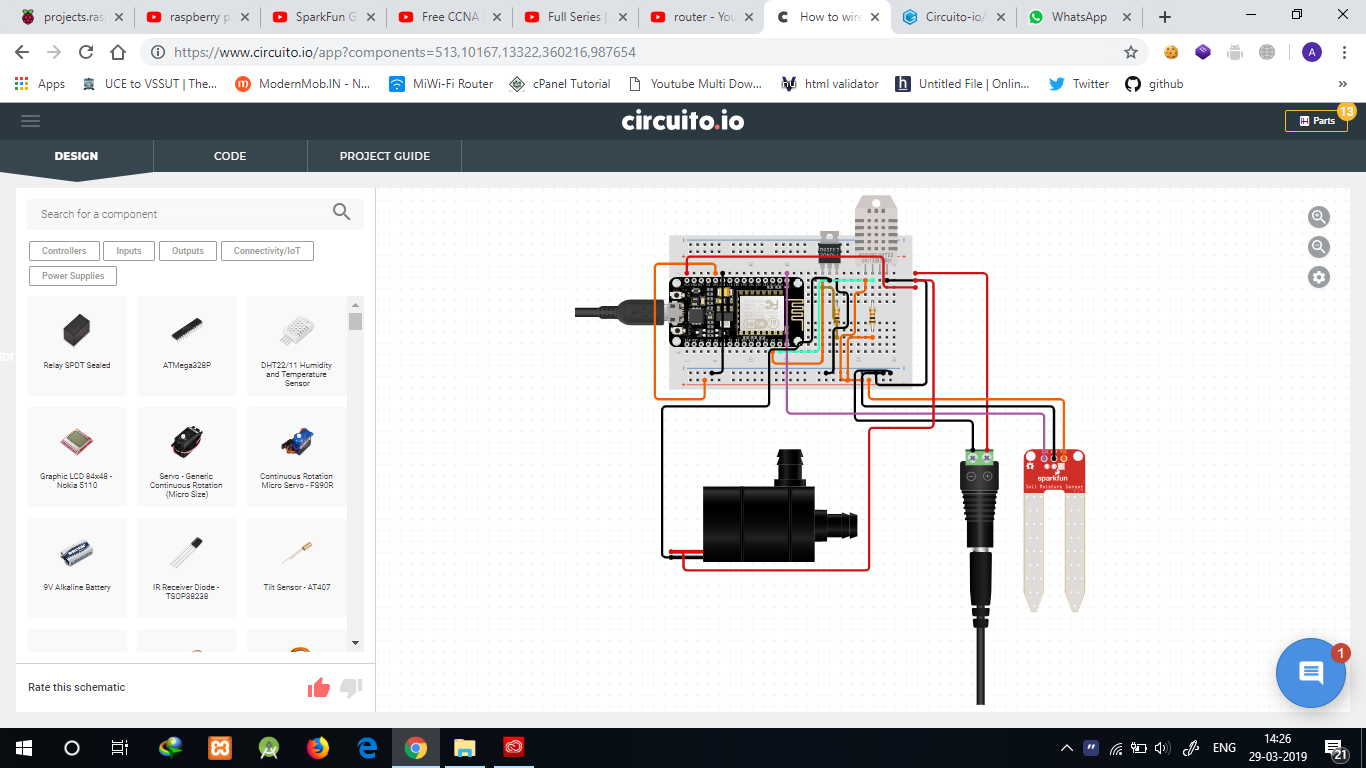 projects.ras
raspberry p
SparkFun G
Free CCNA
Full Series |
router - You
How to wire
Circuito-io/
WhatsApp
https://www.circuito.io/app?components=513,10167,13322,360216,987654
A
Apps
UCE to VSSUT | The...
ModernMob.IN - N...
MiWi-Fi Router
cPanel Tutorial
Youtube Multi Dow...
html validator
Untitled File | Onlin...
Twitter
github
»
circuito.io
Parts
13
DESIGN
CODE
PROJECT GUIDE
Search for a component
Controllers
Inputs
Outputs
Connectivity/IoT
Power Supplies
Relay SPDT Sealed
ATMega328P
DHT22/11 Humidity
and Temperature
Sensor
Graphic LCD 84x48 -
Nokia 5110
Servo - Generic
Continuous Rotation
(Micro Size)
Continuous Rotation
Micro Servo - FS90R
9V Alkaline Battery
IR Receiver Diode -
TSOP38238
Tilt Sensor - AT407
tor
Rate this schematic
MOSFET
sparkfun
Soil Moisture Sensor
1
ENG
14:26
29-03-2019
21